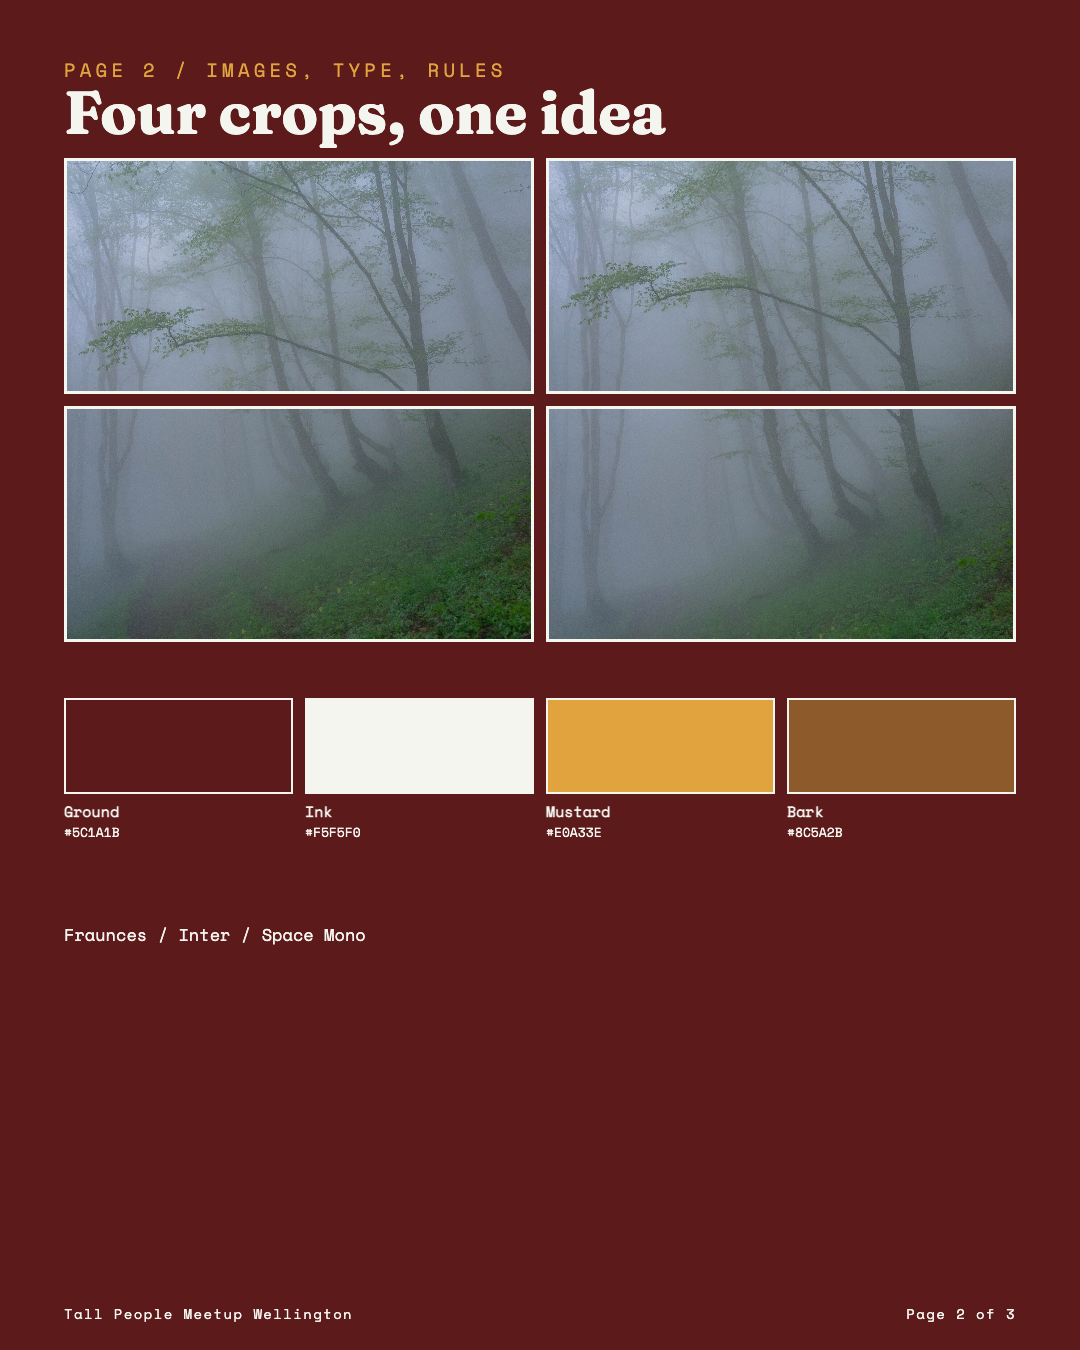 PAGE 2 / IMAGES, TYPE, RULES
Four crops, one idea
Ground
#5C1A1B
Ink
#F5F5F0
Mustard
#E0A33E
Bark
#8C5A2B
Fraunces / Inter / Space Mono
Tall People Meetup Wellington
Page 2 of 3